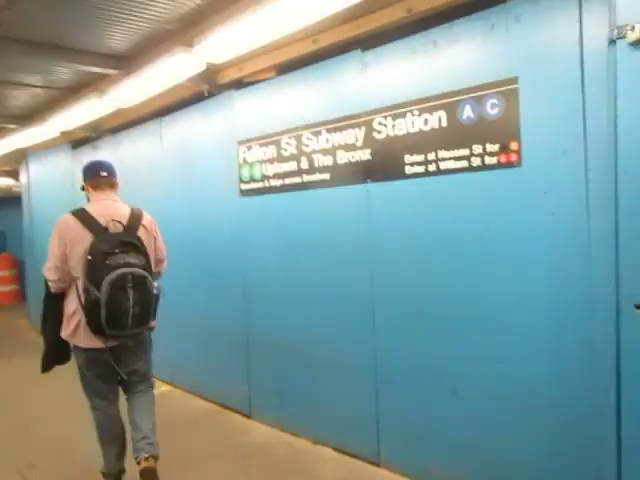 Fulton St Subway Station A C
Uptown & The Bronx
Enter at Nassau St for
Enter at William St for